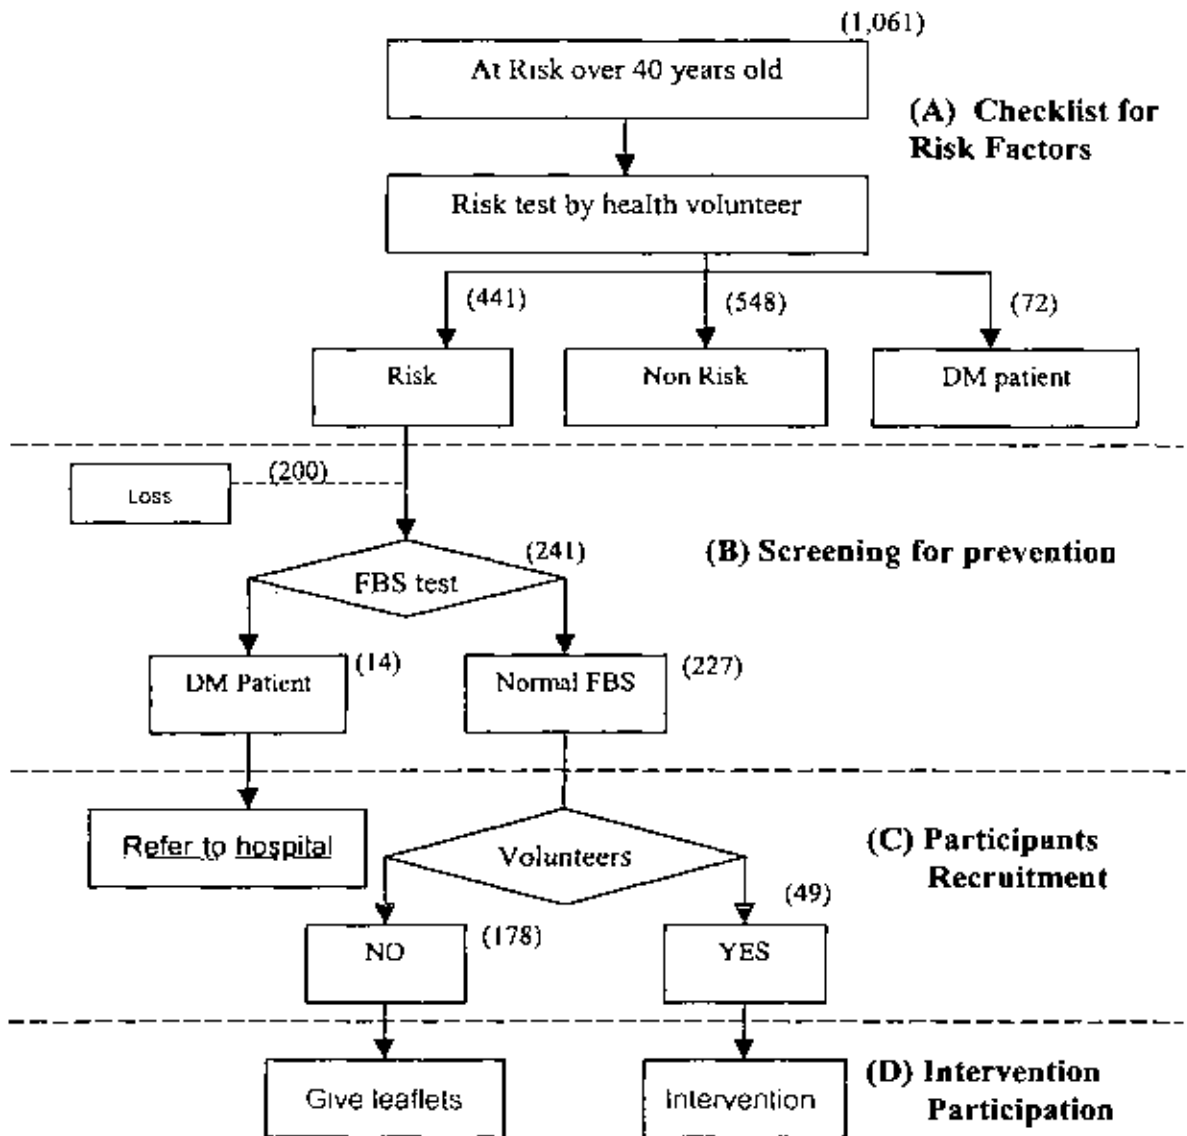 (1,061)
At Risk over 40 years old
(A) Checklist for
Risk Factors
Risk test by health volunteer
(441)
(548)
(72)
Risk
Non Risk
DM patient
(200)
Loss
(241)
(B) Screening for prevention
FBS test
DM Patient
(14)
Normal FBS
(227)
Refer to hospital
Volunteers
(C) Participants
Recruitment
(49)
NO
(178)
YES
Give leaflets
Intervention
(D) Intervention
Participation